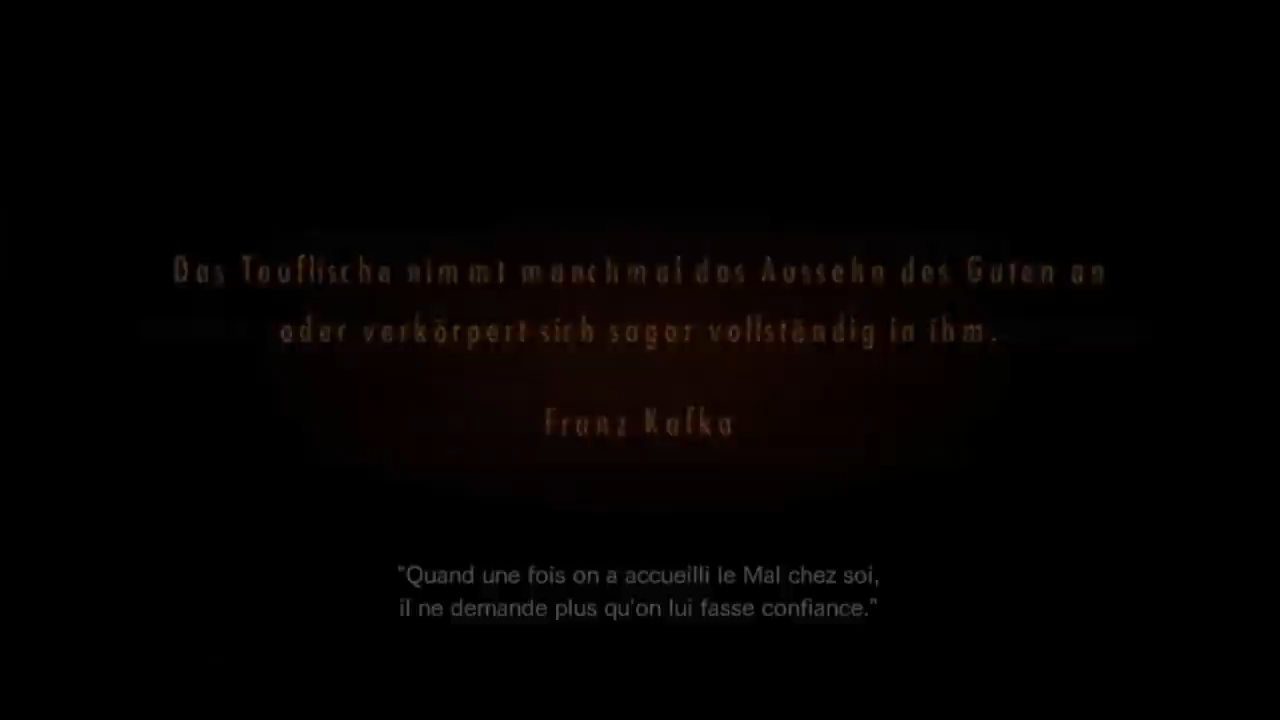 Das Teuflische nimmt manchmal das Aussehn des Guten an
oder verkörpert sich sogar vollständig in ihm.
Franz Kafka
"Quand une fois on a accueilli le Mal chez soi,
il ne demande plus qu'on lui fasse confiance."